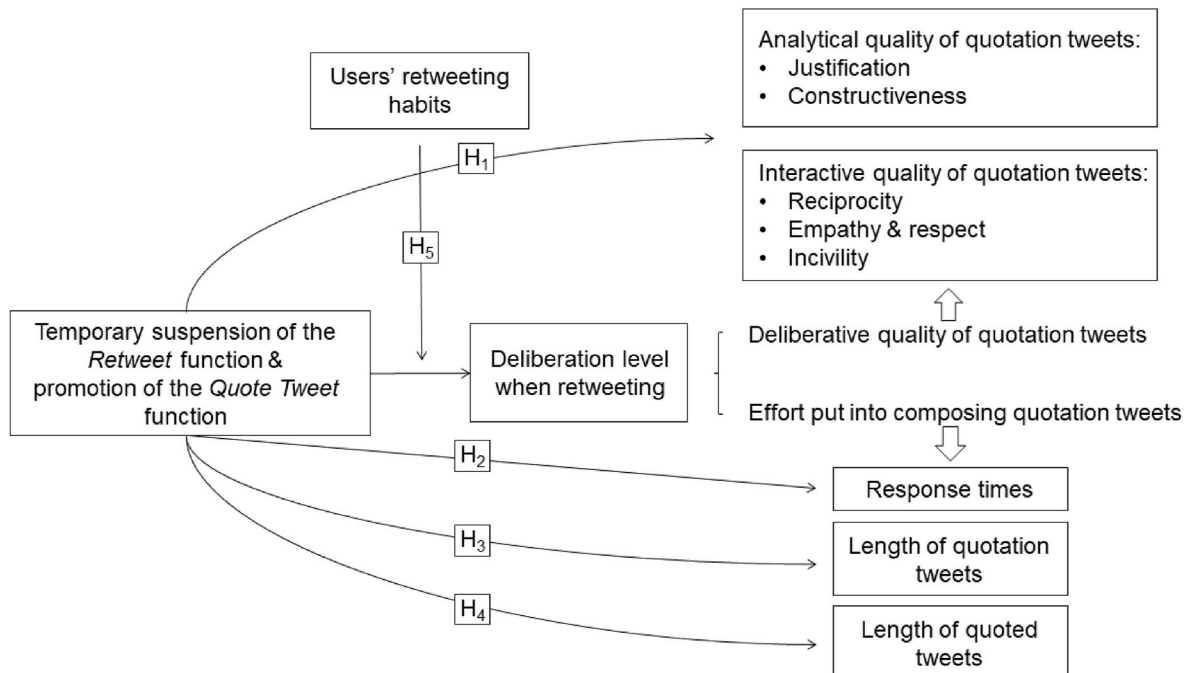 Analytical quality of quotation tweets:
• Justification
• Constructiveness
Users’ retweeting
habits
H₁
Interactive quality of quotation tweets:
• Reciprocity
• Empathy & respect
• Incivility
H₅
Temporary suspension of the
Retweet function &
promotion of the Quote Tweet
function
Deliberation level
when retweeting
Deliberative quality of quotation tweets
Effort put into composing quotation tweets
H₂
Response times
H₃
Length of quotation
tweets
H₄
Length of quoted
tweets